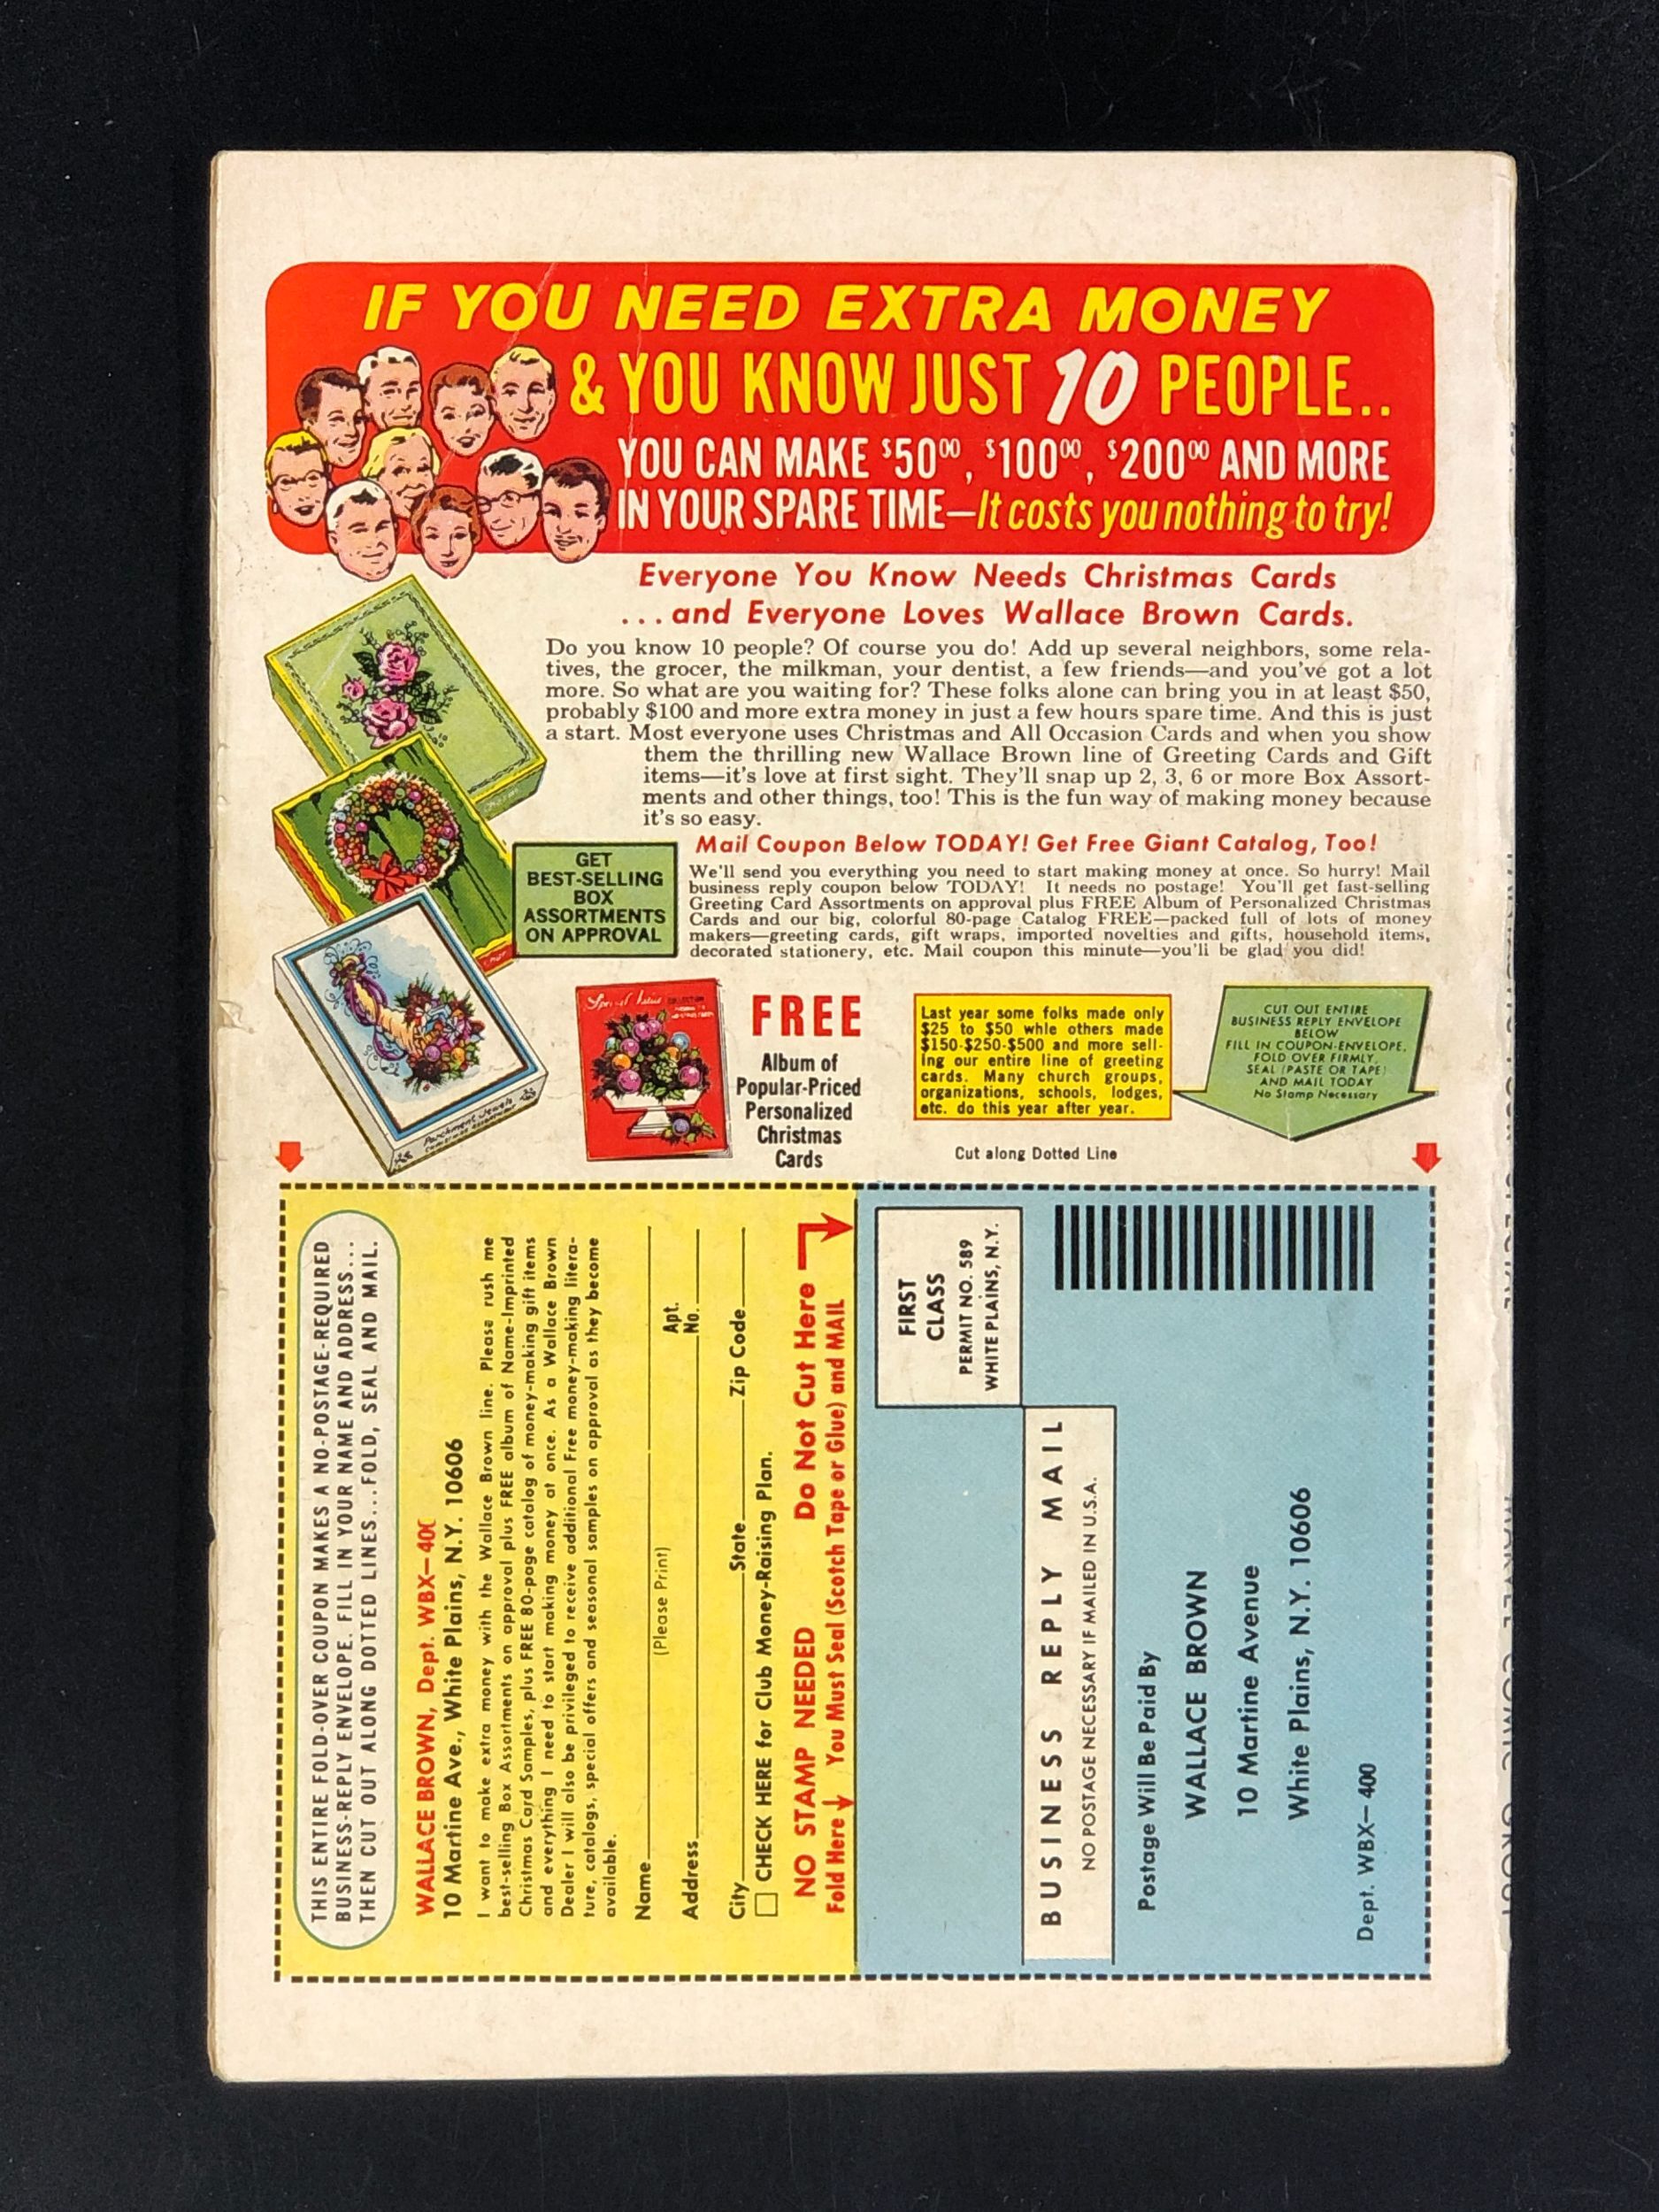 IF YOU NEED EXTRA MONEY
& YOU KNOW JUST 10 PEOPLE..
YOU CAN MAKE $50⁰⁰, $100⁰⁰, $200⁰⁰ AND MORE
IN YOUR SPARE TIME—It costs you nothing to try!
Everyone You Know Needs Christmas Cards
...and Everyone Loves Wallace Brown Cards.
Do you know 10 people? Of course you do! Add up several neighbors, some rela-
tives, the grocer, the milkman, your dentist, a few friends—and you've got a lot
more. So what are you waiting for? These folks alone can bring you in at least $50,
probably $100 and more extra money in just a few hours spare time. And this is just
a start. Most everyone uses Christmas and All Occasion Cards and when you show
them the thrilling new Wallace Brown line of Greeting Cards and Gift
items—it's love at first sight. They'll snap up 2, 3, 6 or more Box Assort-
ments and other things, too! This is the fun way of making money because
it's so easy.
GET
BEST-SELLING
BOX
ASSORTMENTS
ON APPROVAL
Mail Coupon Below TODAY! Get Free Giant Catalog, Too!
We'll send you everything you need to start making money at once. So hurry! Mail
business reply coupon below TODAY! It needs no postage! You'll get fast-selling
Greeting Card Assortments on approval plus FREE Album of Personalized Christmas
Cards and our big, colorful 80-page Catalog FREE—packed full of lots of money
makers—greeting cards, gift wraps, imported novelties and gifts, household items,
decorated stationery, etc. Mail coupon this minute—you'll be glad you did!
Parchment Jewels
Special Value
FREE
Album of
Popular-Priced
Personalized
Christmas
Cards
Last year some folks made only
$25 to $50 whle others made
$150-$250-$500 and more sell-
ing our entire line of greeting
cards. Many church groups,
organizations, schools, lodges,
etc. do this year after year.
CUT OUT ENTIRE
BUSINESS REPLY ENVELOPE
BELOW
FILL IN COUPON-ENVELOPE,
FOLD OVER FIRMLY,
SEAL (PASTE OR TAPE)
AND MAIL TODAY
No Stamp Necessary
Cut along Dotted Line
THIS ENTIRE FOLD-OVER COUPON MAKES A NO-POSTAGE-REQUIRED
BUSINESS-REPLY ENVELOPE. FILL IN YOUR NAME AND ADDRESS...
THEN CUT OUT ALONG DOTTED LINES...FOLD, SEAL AND MAIL.
WALLACE BROWN, Dept. WBX—400
10 Martine Ave., White Plains, N.Y. 10606
I want to make extra money with the Wallace Brown line. Please rush me
best-selling Box Assortments on approval plus FREE album of Name-Imprinted
Christmas Card Samples, plus FREE 80-page catalog of money-making gift items
and everything I need to start making money at once. As a Wallace Brown
Dealer I will also be privileged to receive additional Free money-making litera-
ture, catalogs, special offers and seasonal samples on approval as they become
available.
Name
(Please Print)
Address Apt. No.
City State Zip Code
CHECK HERE for Club Money-Raising Plan.
NO STAMP NEEDED Do Not Cut Here
Fold Here You Must Seal (Scotch Tape or Glue) and MAIL
FIRST
CLASS
PERMIT NO. 589
WHITE PLAINS, N.Y.
BUSINESS REPLY MAIL
NO POSTAGE NECESSARY IF MAILED IN U.S.A.
Postage Will Be Paid By
WALLACE BROWN
10 Martine Avenue
White Plains, N.Y. 10606
Dept. WBX—400